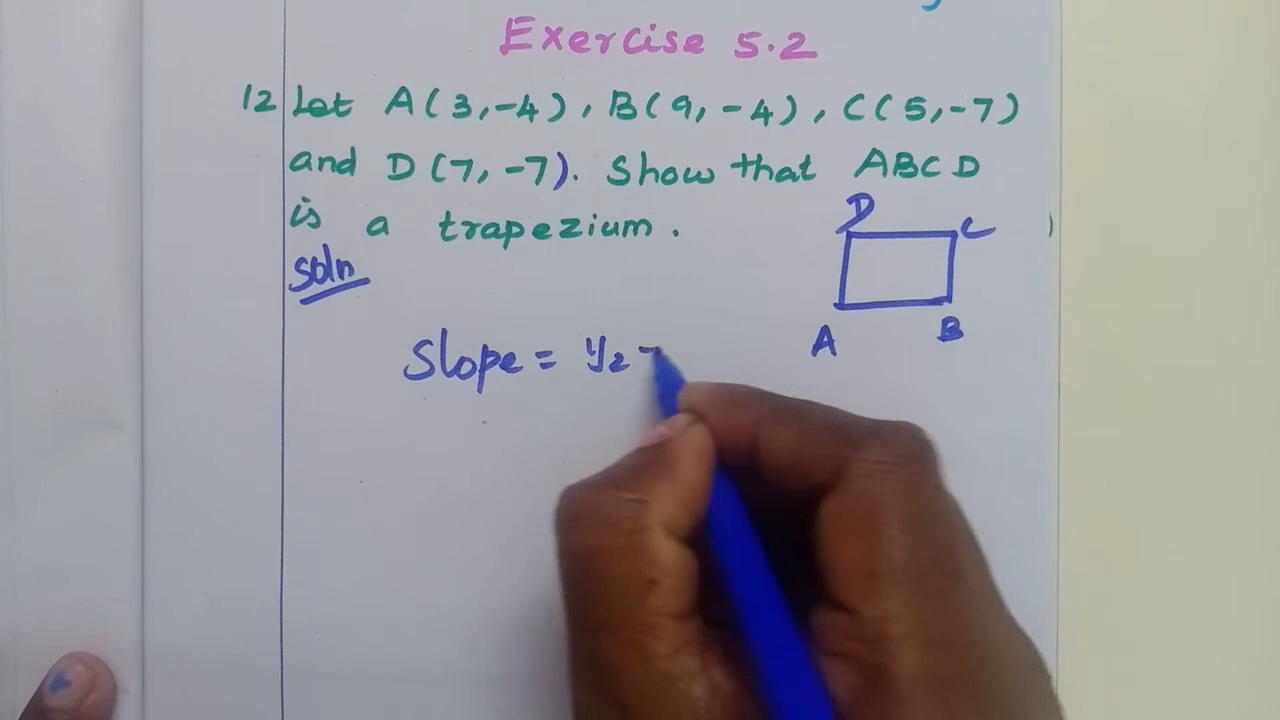 Exercise 5.2
12 Let A(3,-4), B(9,-4), C(5,-7)
and D(7,-7). Show that ABCD
is a trapezium.
Soln
D C
A B
Slope = y₂ -